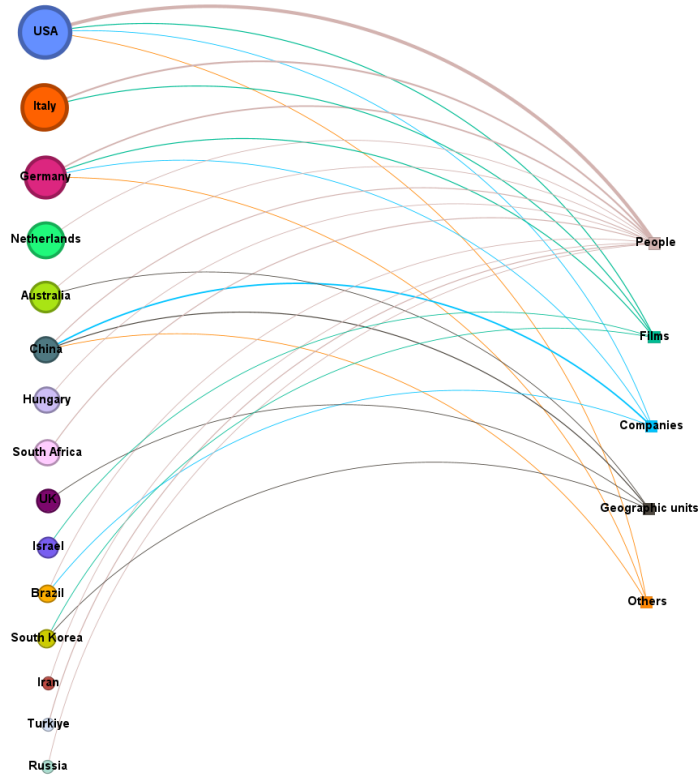 USA
Italy
Germany
Netherlands
Australia
China
Hungary
South Africa
UK
Israel
Brazil
South Korea
Iran
Turkiye
Russia
People
Films
Companies
Geographic units
Others